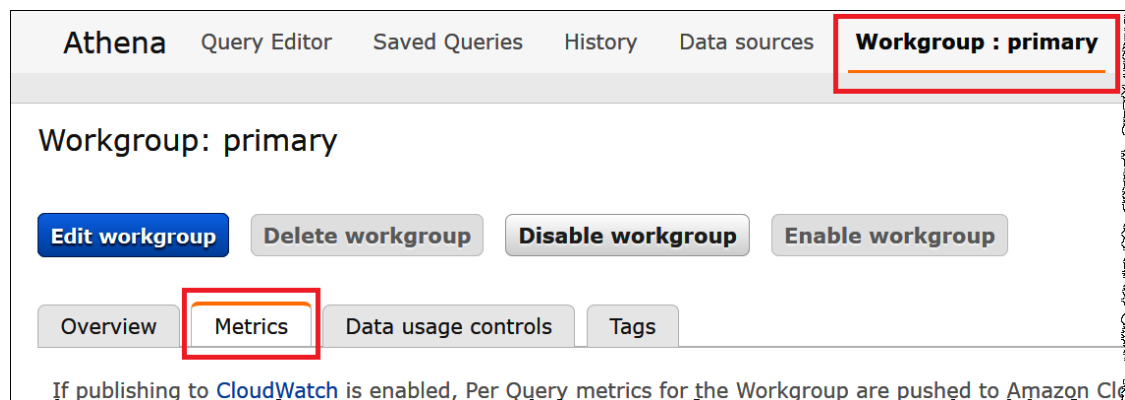 Athena Query Editor Saved Queries History Data sources Workgroup : primary
Workgroup: primary
Edit workgroup Delete workgroup Disable workgroup Enable workgroup
Overview Metrics Data usage controls Tags
If publishing to CloudWatch is enabled, Per Query metrics for the Workgroup are pushed to Amazon